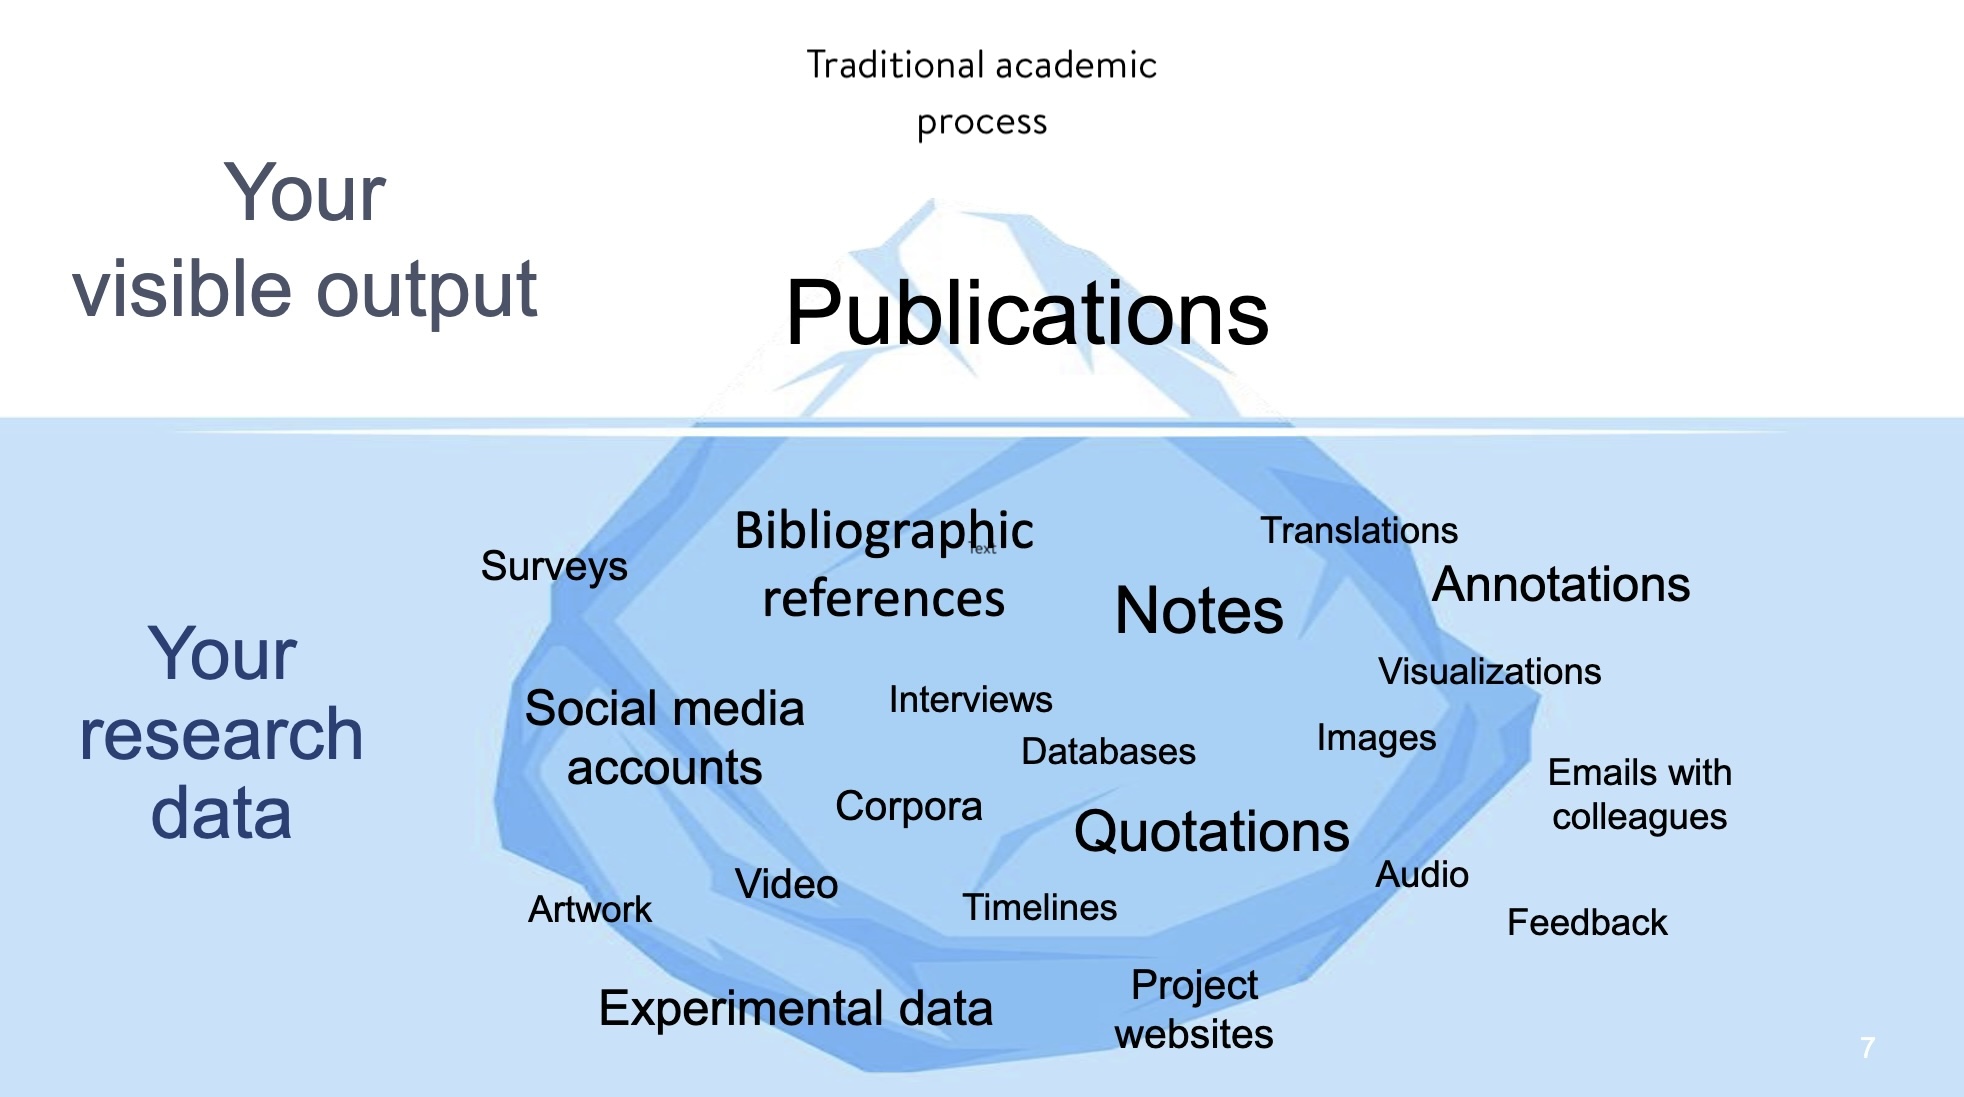 Traditional academic
process
Your
visible output
Publications
Bibliographic
references
Text
Surveys
Translations
Annotations
Notes
Your
research
data
Visualizations
Social media
accounts
Interviews
Databases
Images
Emails with
colleagues
Corpora
Quotations
Audio
Video
Artwork
Timelines
Feedback
Experimental data
Project
websites
7